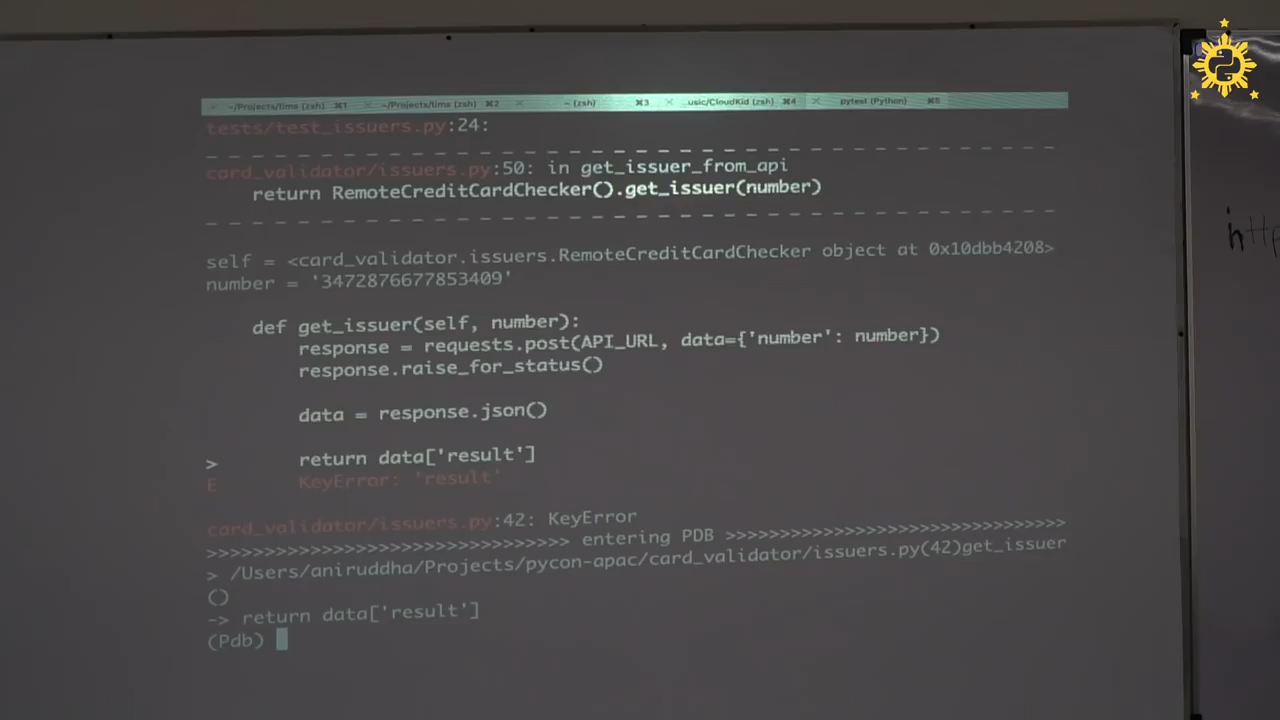 ~/Projects/tims (zsh) ⌘1 × ~/Projects/tims (zsh) ⌘2 × ~ (zsh) ⌘3 × ..usic/CloudKid (zsh) ⌘4 × pytest (Python) ⌘5
tests/test_issuers.py:24:
_ _ _ _ _ _ _ _ _ _ _ _ _ _ _ _ _ _ _ _ _ _ _ _ _ _ _ _ _ _ _ _ _ _ _ _
card_validator/issuers.py:50: in get_issuer_from_api
return RemoteCreditCardChecker().get_issuer(number)
_ _ _ _ _ _ _ _ _ _ _ _ _ _ _ _ _ _ _ _ _ _ _ _ _ _ _ _ _ _ _ _ _ _ _ _
self = <card_validator.issuers.RemoteCreditCardChecker object at 0x10dbb4208>
number = '3472876677853409'
def get_issuer(self, number):
response = requests.post(API_URL, data={'number': number})
response.raise_for_status()
data = response.json()
> return data['result']
E KeyError: 'result'
card_validator/issuers.py:42: KeyError
>>>>>>>>>>>>>>>>>>>>>>>>>>>>>>> entering PDB >>>>>>>>>>>>>>>>>>>>>>>>>>>>>>>
> /Users/aniruddha/Projects/pycon-apac/card_validator/issuers.py(42)get_issuer
()
-> return data['result']
(Pdb)